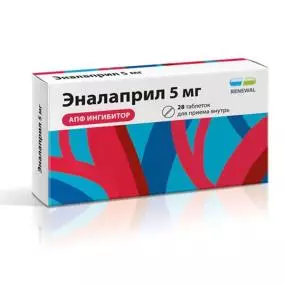 RENEWAL
Эналаприл 5 мг
АПФ ИНГИБИТОР
28 таблеток
для приема внутрь
Эналаприл 5 мг